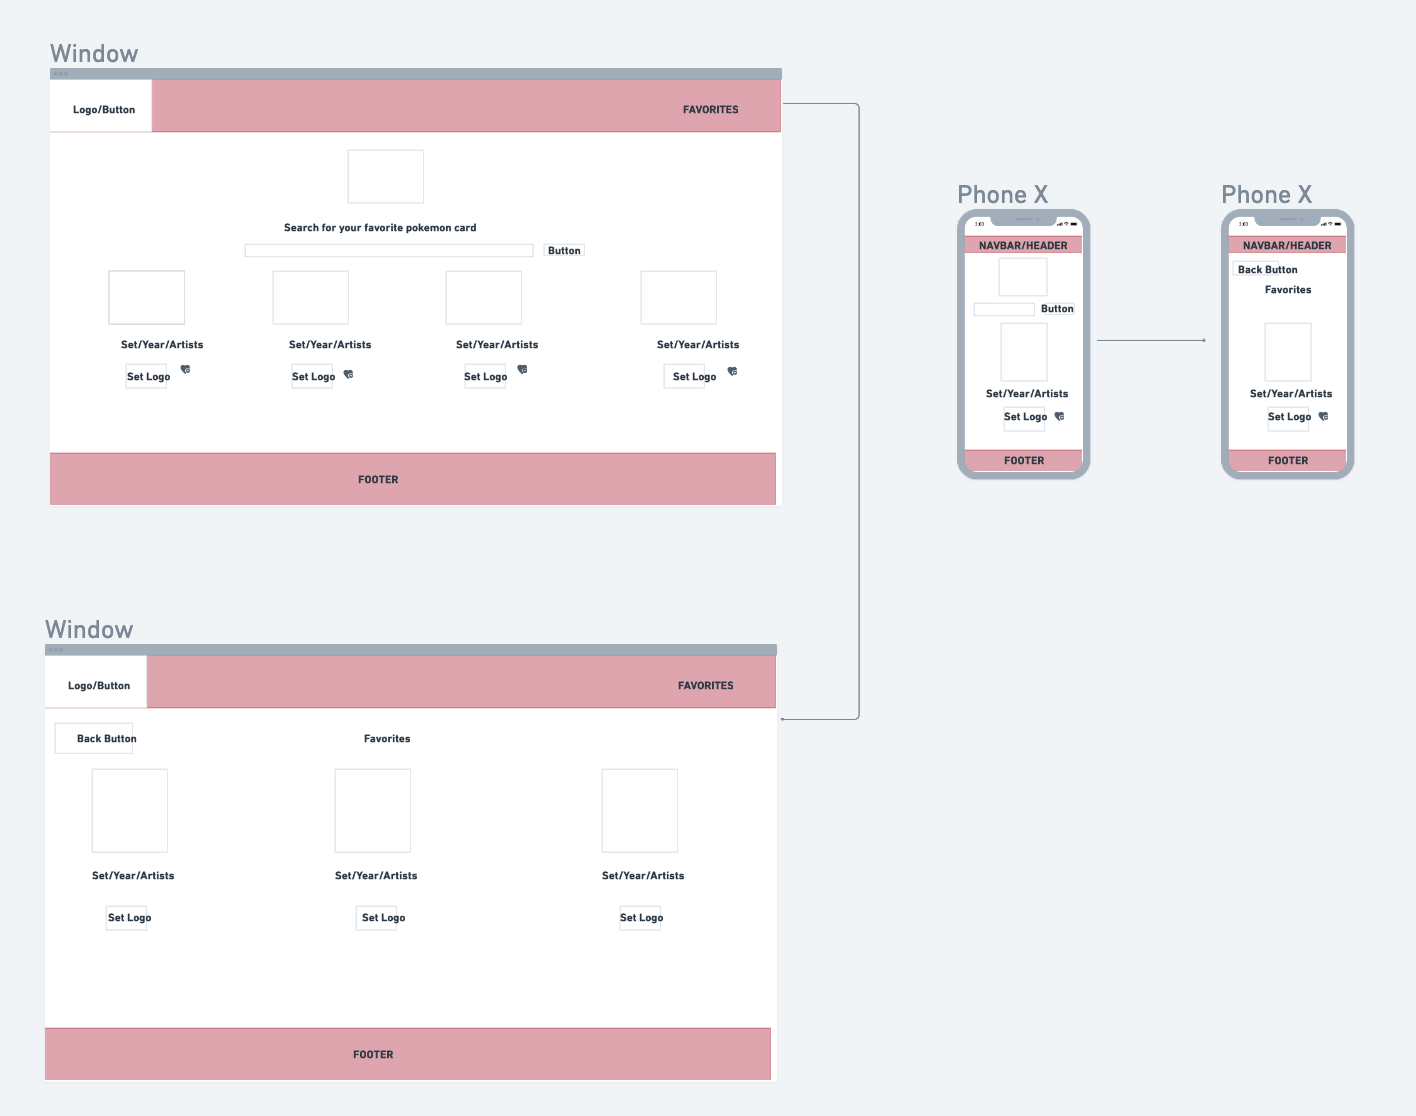 Window
Logo/Button
FAVORITES
Search for your favorite pokemon card
Button
Set/Year/Artists
Set/Year/Artists
Set/Year/Artists
Set/Year/Artists
Set Logo
Set Logo
Set Logo
Set Logo
FOOTER
Phone X
NAVBAR/HEADER
Button
Set/Year/Artists
Set Logo
FOOTER
Phone X
NAVBAR/HEADER
Back Button
Favorites
Set/Year/Artists
Set Logo
FOOTER
Window
Logo/Button
FAVORITES
Back Button
Favorites
Set/Year/Artists
Set/Year/Artists
Set/Year/Artists
Set Logo
Set Logo
Set Logo
FOOTER